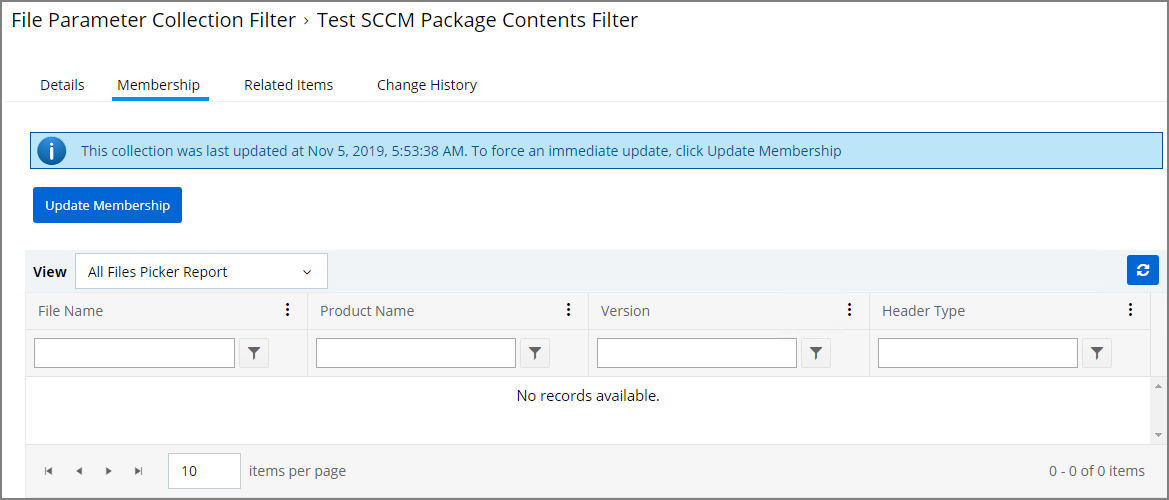 File Parameter Collection Filter › Test SCCM Package Contents Filter
Details Membership Related Items Change History
This collection was last updated at Nov 5, 2019, 5:53:38 AM. To force an immediate update, click Update Membership
Update Membership
View All Files Picker Report
File Name Product Name Version Header Type
No records available.
10 items per page 0 - 0 of 0 items